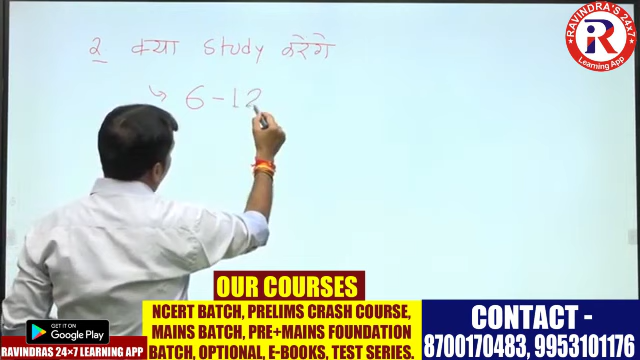 2 क्या Study करेंगे
↳ 6-12
RAVINDRA'S 24x7
iR
Learning App
OUR COURSES
NCERT BATCH, PRELIMS CRASH COURSE,
MAINS BATCH, PRE+MAINS FOUNDATION
BATCH, OPTIONAL, E-BOOKS, TEST SERIES.
CONTACT -
8700170483, 9953101176
GET IT ON
Google Play
RAVINDRAS 24×7 LEARNING APP